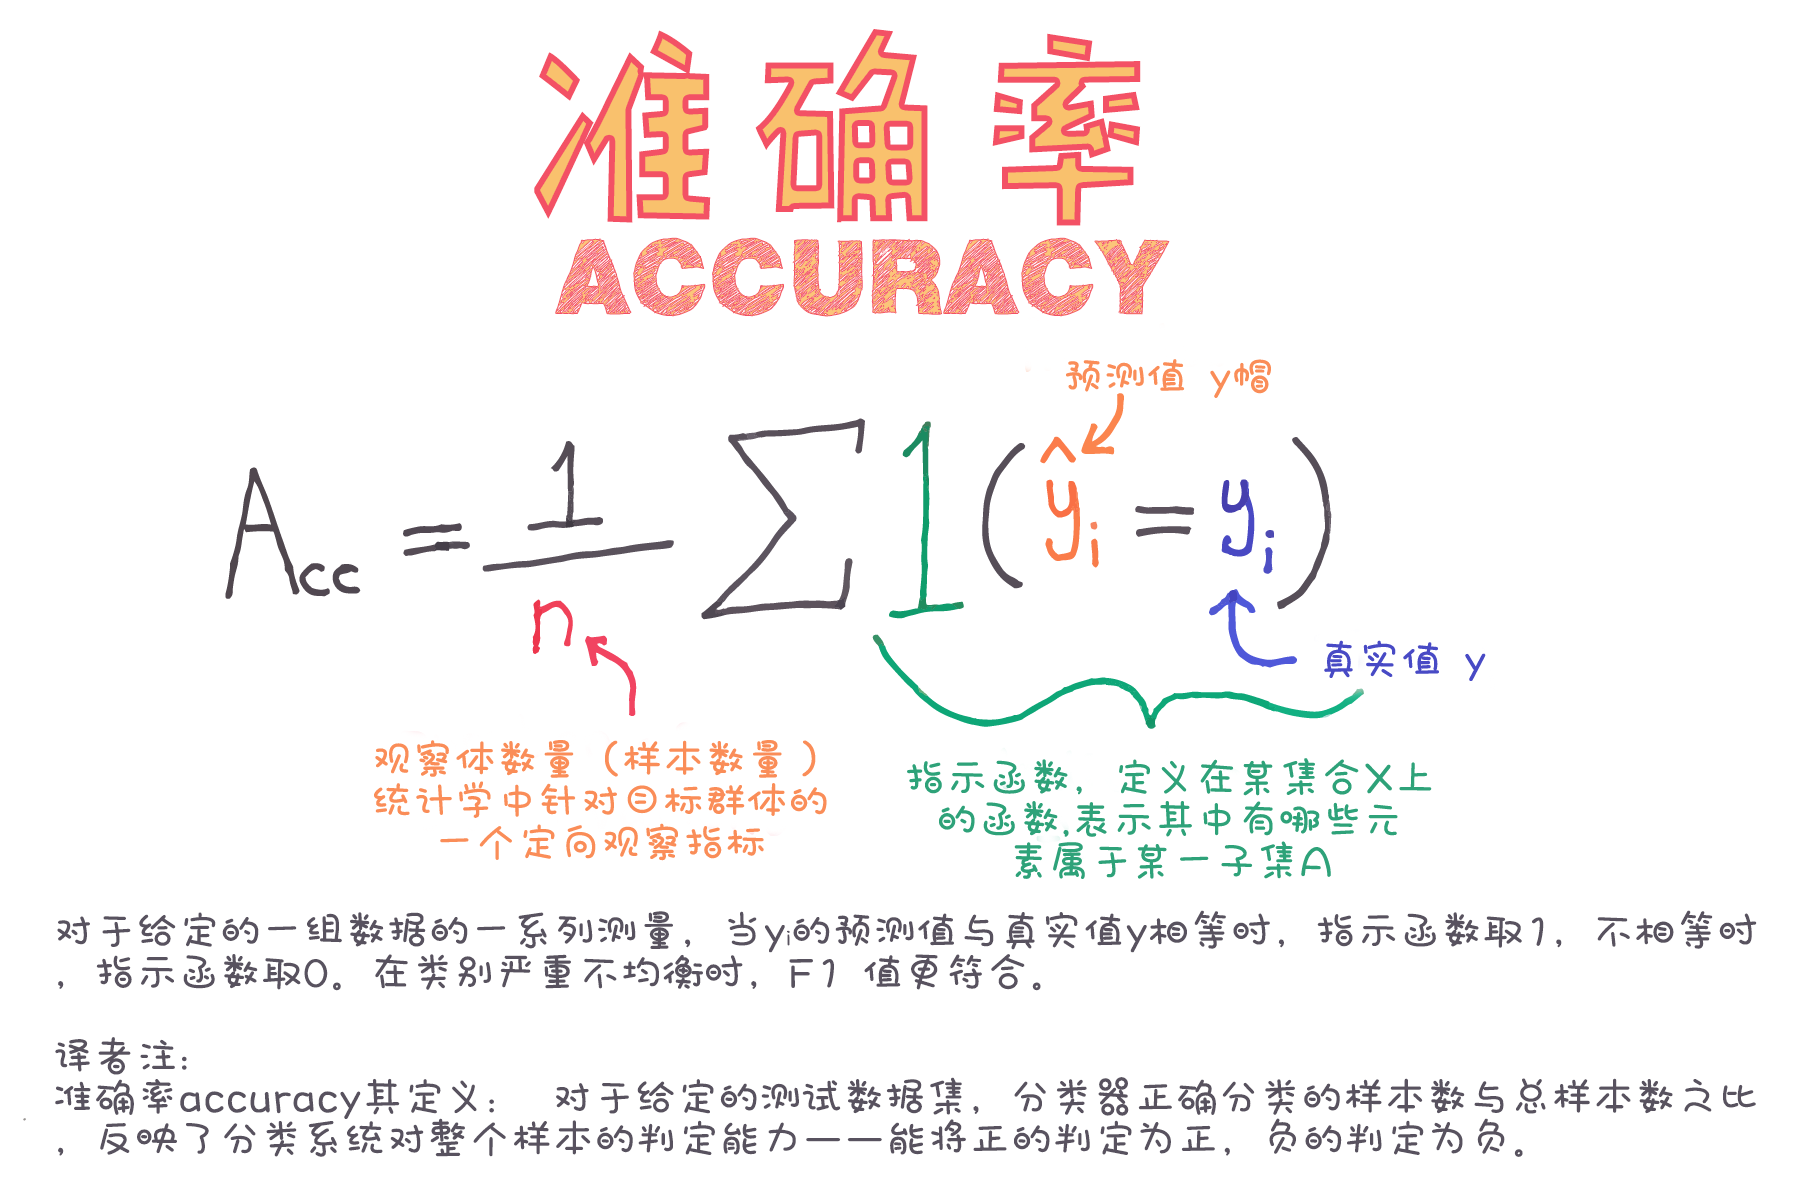 准确率
ACCURACY
预测值 y帽
Acc = 1/n ∑ 1 (ŷi = yi)
真实值 y
观察体数量（样本数量）
统计学中针对目标群体的
一个定向观察指标
指示函数，定义在某集合X上
的函数,表示其中有哪些元
素属于某一子集A
对于给定的一组数据的一系列测量，当yi的预测值与真实值y相等时，指示函数取1，不相等时
，指示函数取0。在类别严重不均衡时，F1 值更符合。
译者注：
准确率accuracy其定义： 对于给定的测试数据集，分类器正确分类的样本数与总样本数之比
，反映了分类系统对整个样本的判定能力——能将正的判定为正，负的判定为负。